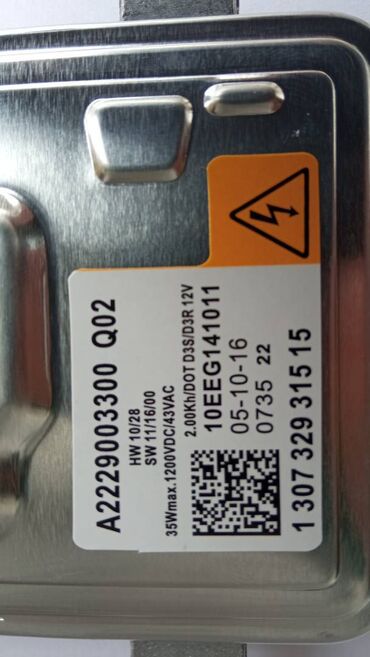 A2229003300 Q02
HW 10/28
SW 11/16/00
35Wmax.1200VDC/43VAC
2.00Kh/DOT D3S/D3R 12V
10EEG141011
05-10-16
0735 22
1 307 329 315 15